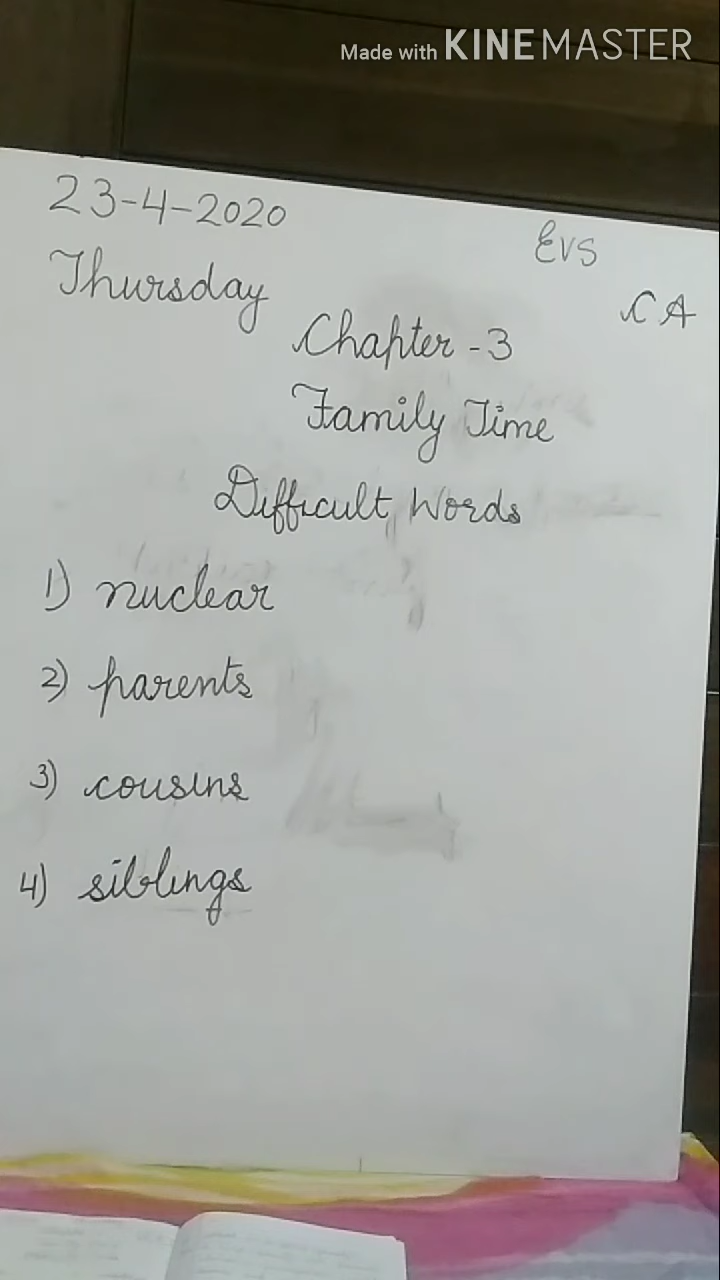 Made with KINEMASTER
23-4-2020
EVS
Thursday
CA
Chapter -3
Family Time
Difficult Words
1) nuclear
2) parents
3) cousins
4) siblings